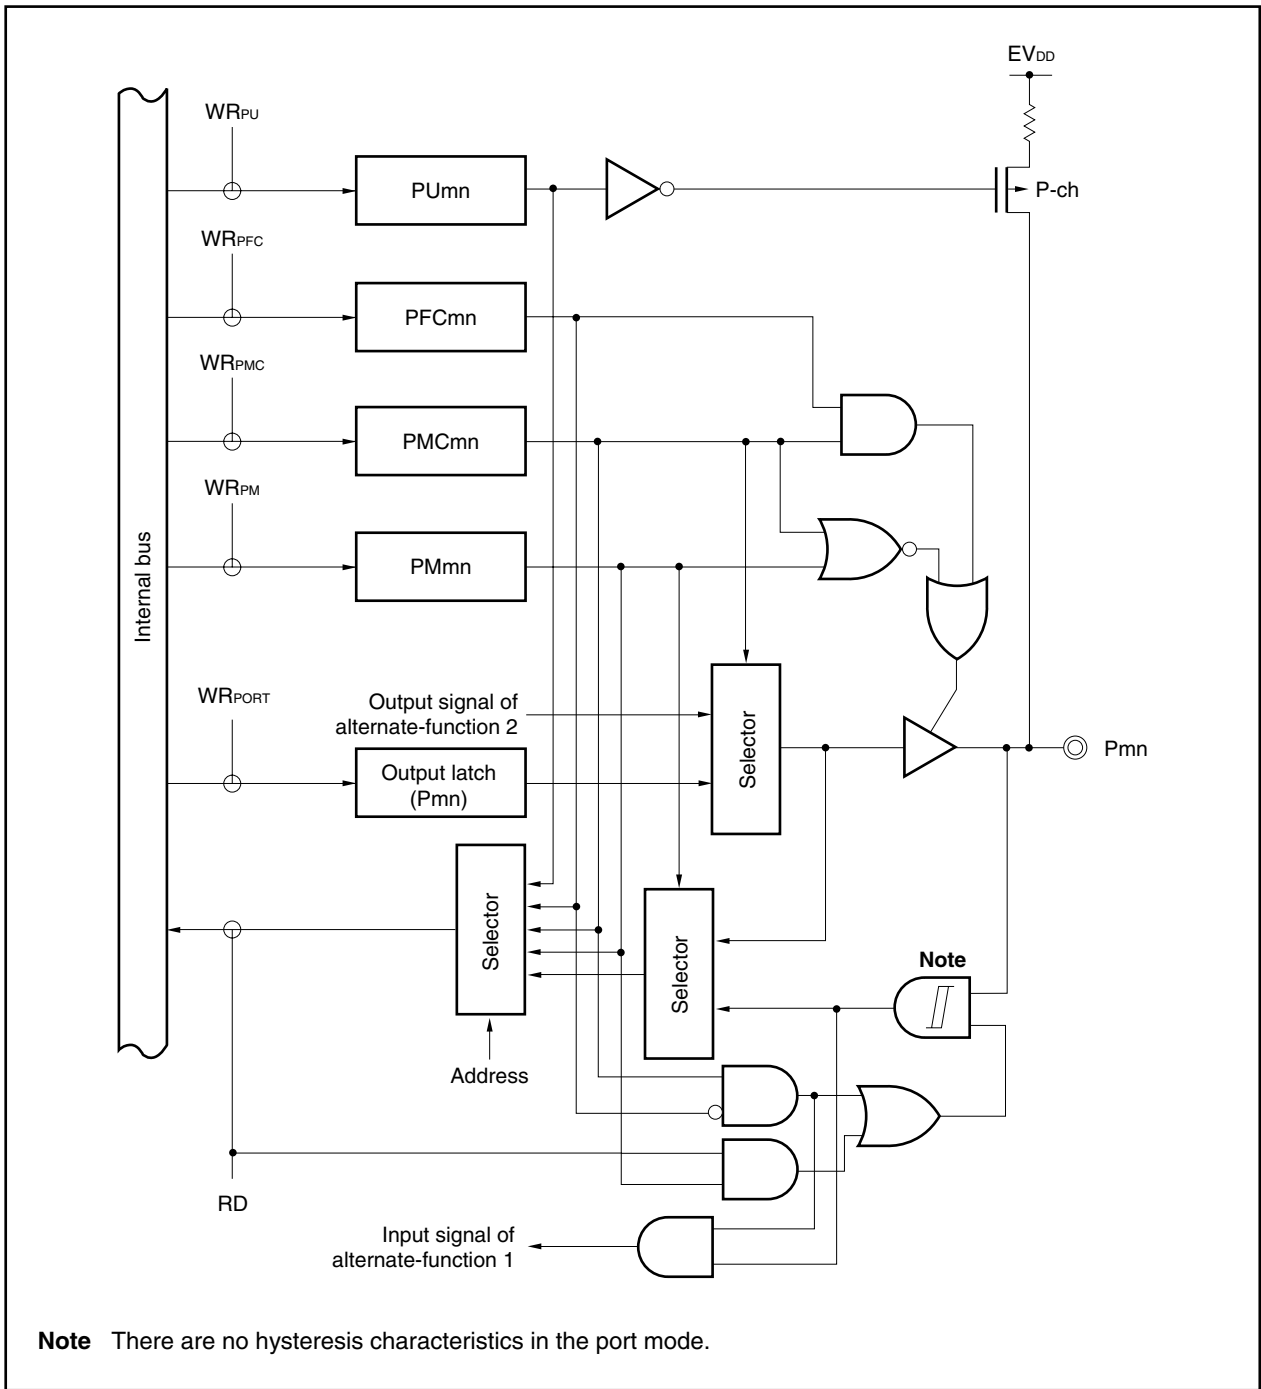 EVDD
WRPU
PUmn
P-ch
WRPFC
PFCmn
WRPMC
PMCmn
WRPM
PMmn
Internal bus
WRPORT
Output signal of
alternate-function 2
Selector
Pmn
Output latch
(Pmn)
Selector
Selector
Note
Address
RD
Input signal of
alternate-function 1
Note There are no hysteresis characteristics in the port mode.